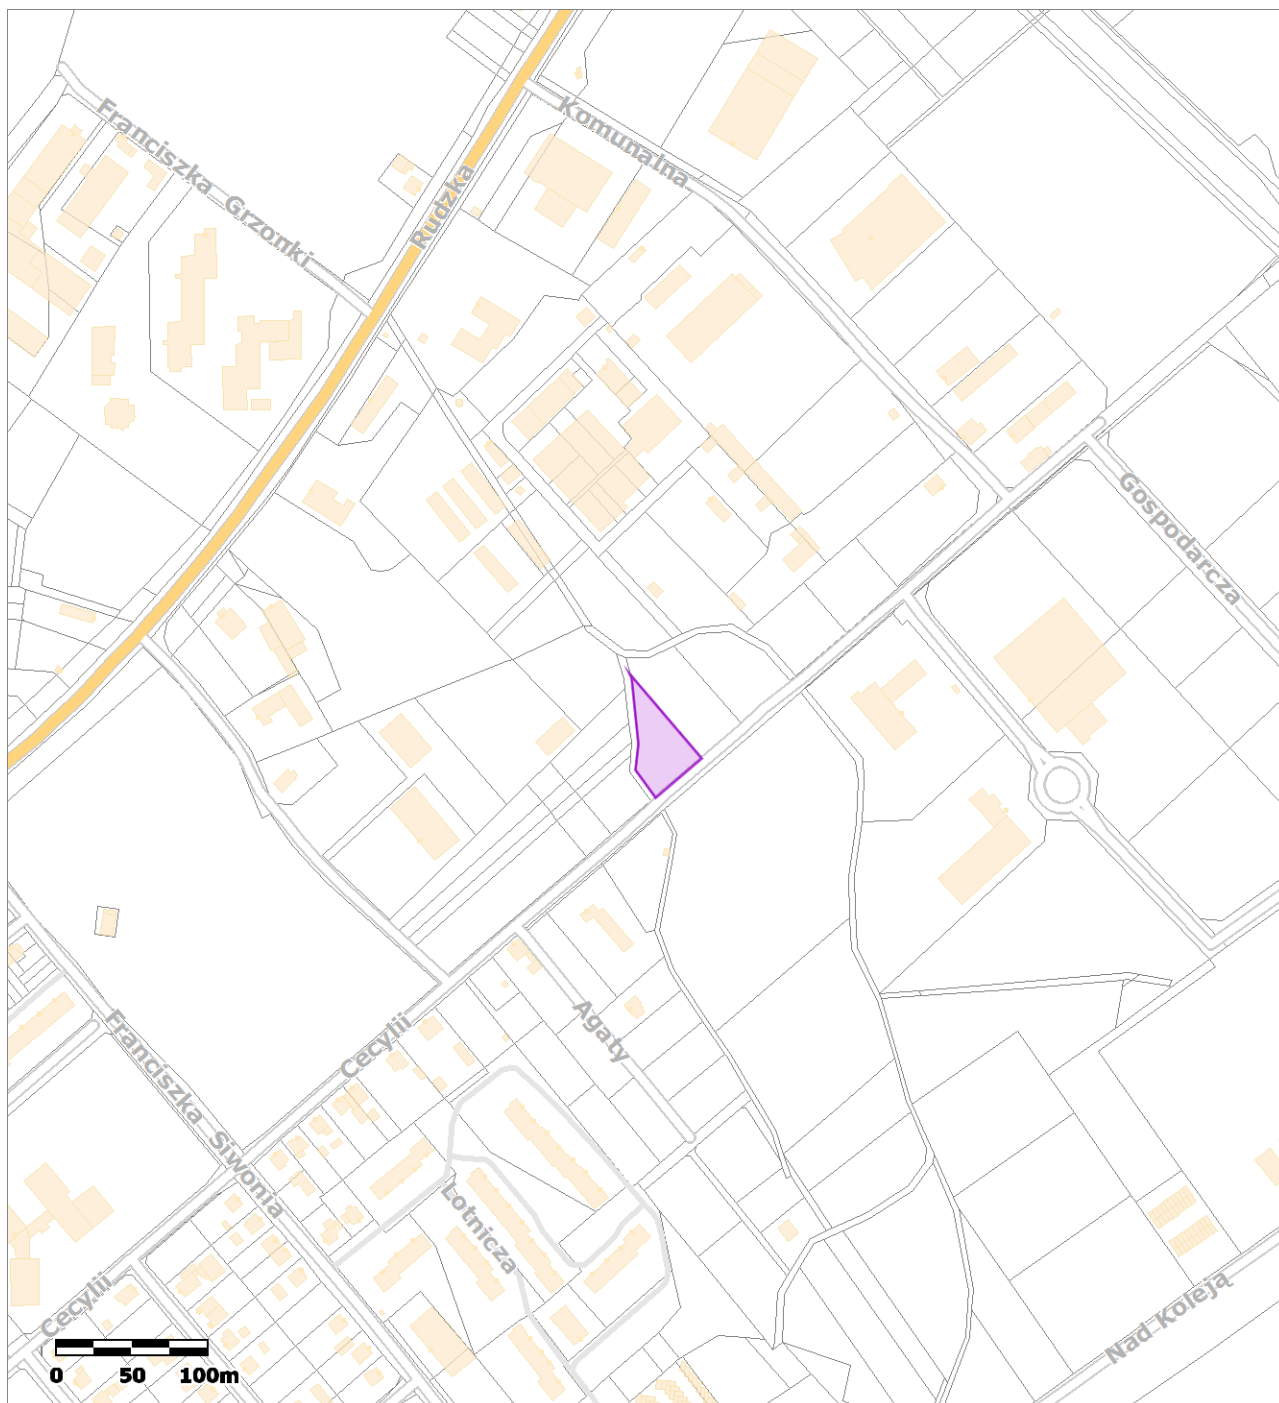 Franciszka Grzonki
Komunalna
Rudzka
Gospodarcza
Franciszka Siwonia
Cecylii
Agaty
Lotnicza
Cecylii
Nad Koleją
0 50 100m